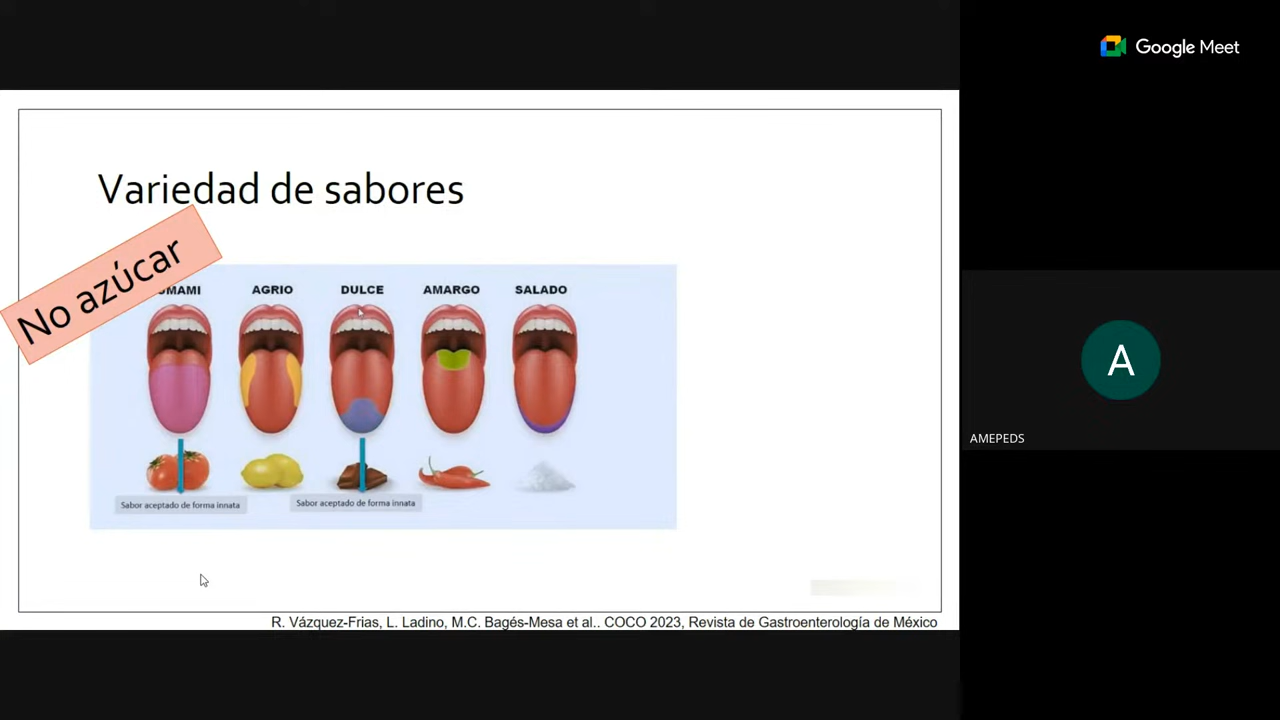 Google Meet
Variedad de sabores
No azúcar
UMAMI AGRIO DULCE AMARGO SALADO
Sabor aceptado de forma innata Sabor aceptado de forma innata
A
AMEPEDS
R. Vázquez-Frias, L. Ladino, M.C. Bagés-Mesa et al.. COCO 2023, Revista de Gastroenterología de México